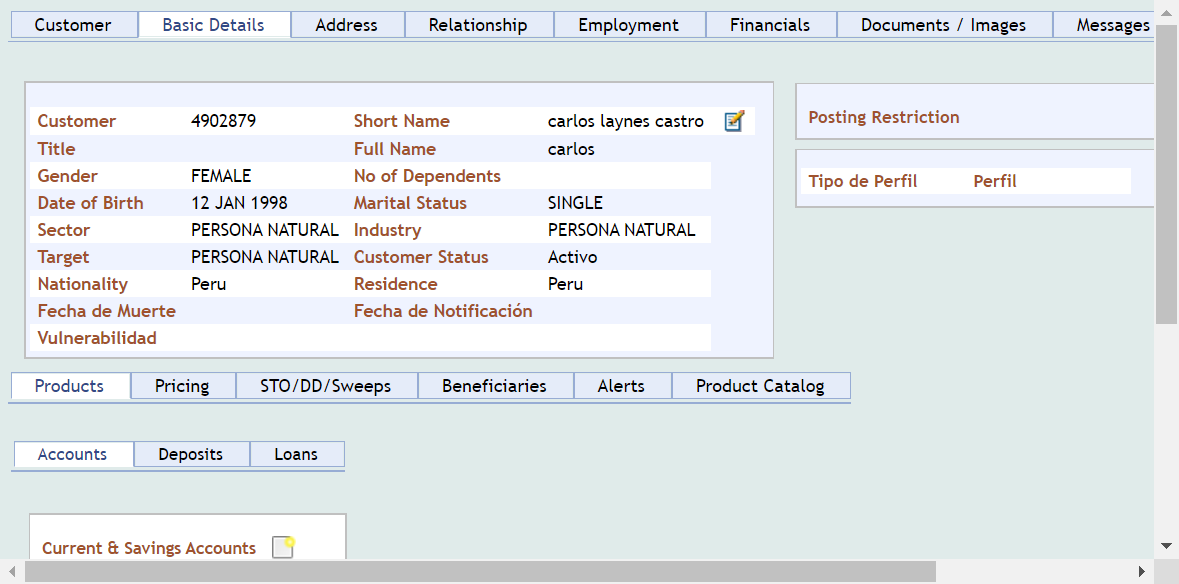 Customer Basic Details Address Relationship Employment Financials Documents / Images Messages
Customer 4902879 Short Name carlos laynes castro
Title Full Name carlos
Gender FEMALE No of Dependents
Date of Birth 12 JAN 1998 Marital Status SINGLE
Sector PERSONA NATURAL Industry PERSONA NATURAL
Target PERSONA NATURAL Customer Status Activo
Nationality Peru Residence Peru
Fecha de Muerte Fecha de Notificación
Vulnerabilidad
Posting Restriction
Tipo de Perfil Perfil
Products Pricing STO/DD/Sweeps Beneficiaries Alerts Product Catalog
Accounts Deposits Loans
Current & Savings Accounts